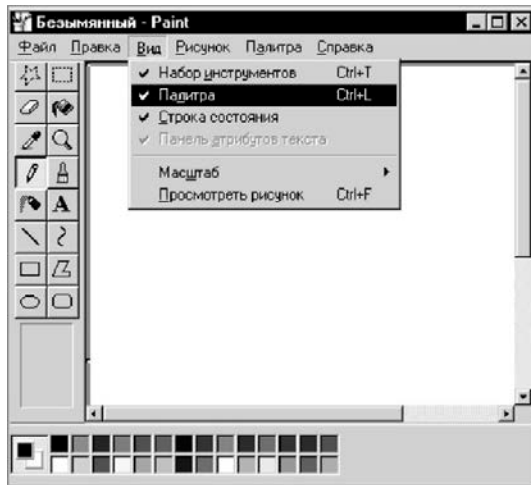 Безымянный - Paint
Файл Правка Вид Рисунок Палитра Справка
Набор инструментов Ctrl+T
Палитра Ctrl+L
Строка состояния
Панель атрибутов текста
Масштаб
Просмотреть рисунок Ctrl+F
A